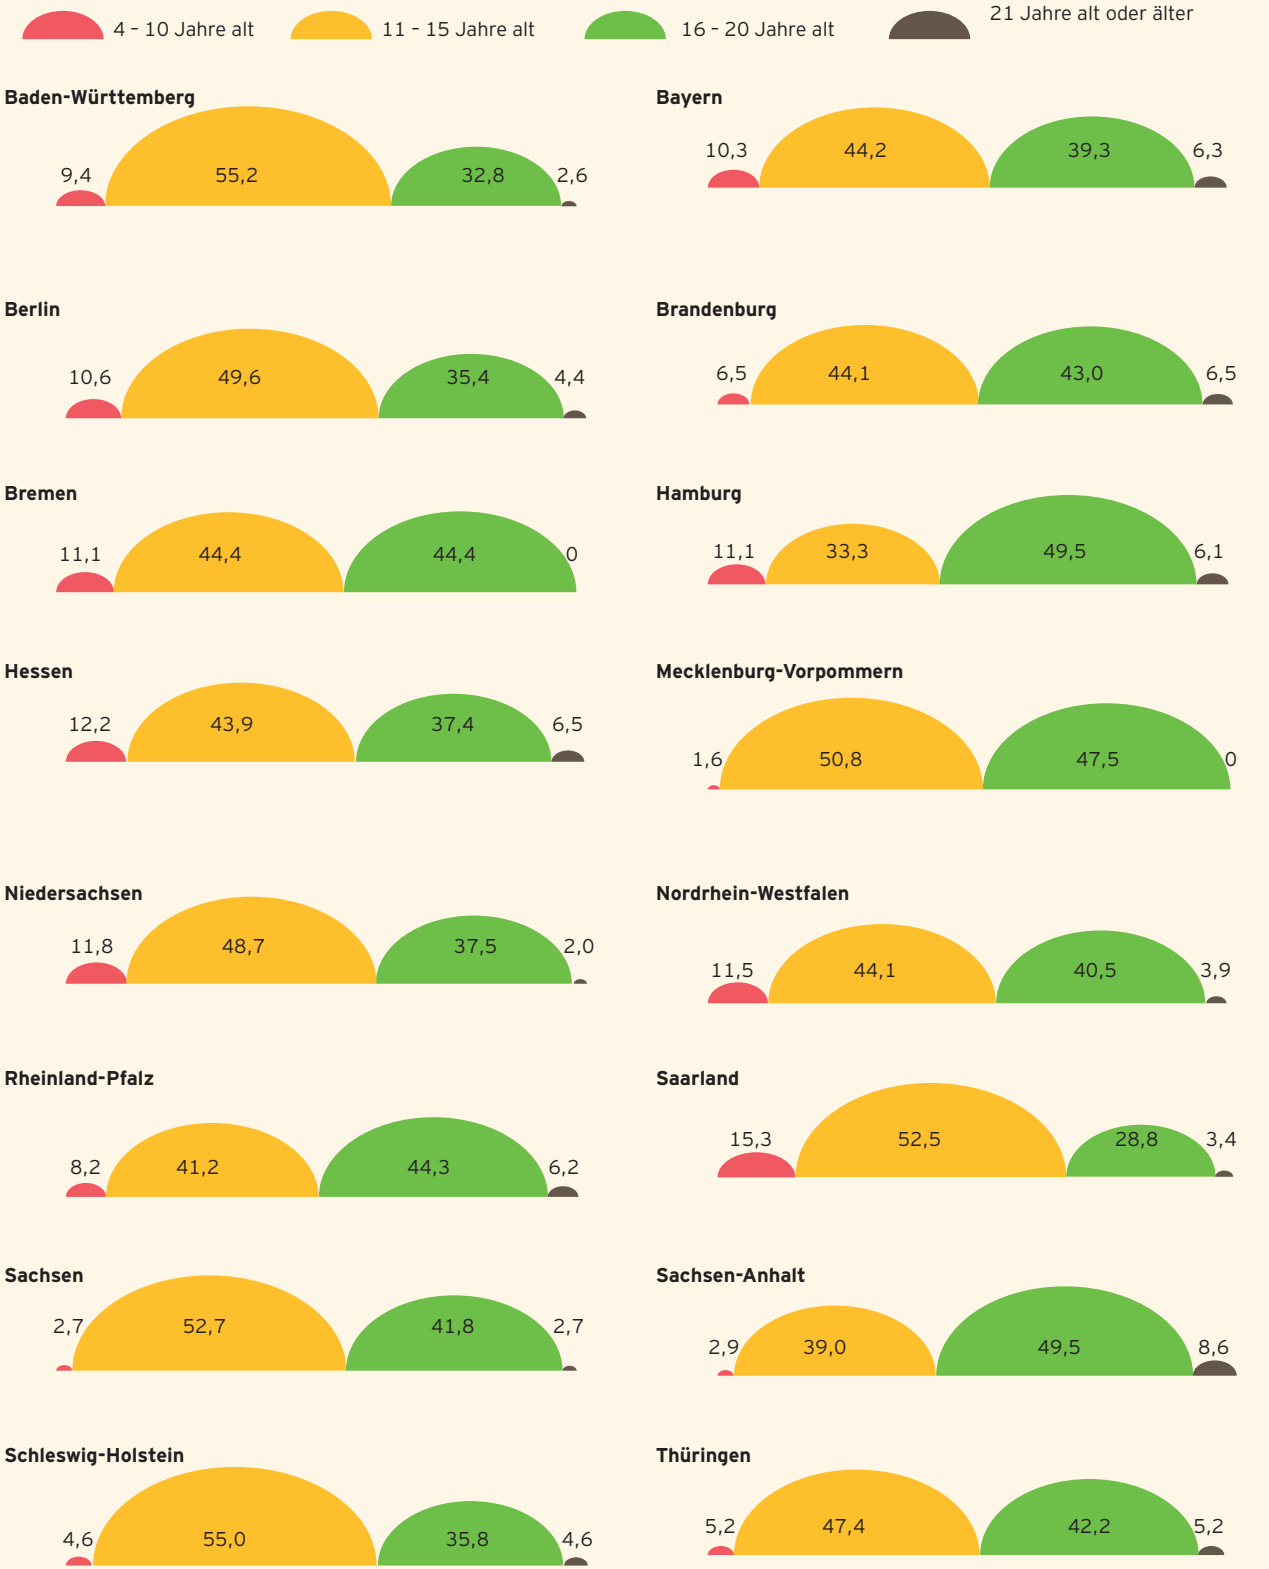 4 – 10 Jahre alt
11 – 15 Jahre alt
16 – 20 Jahre alt
21 Jahre alt oder älter
Baden-Württemberg
9,4 55,2 32,8 2,6
Bayern
10,3 44,2 39,3 6,3
Berlin
10,6 49,6 35,4 4,4
Brandenburg
6,5 44,1 43,0 6,5
Bremen
11,1 44,4 44,4 0
Hamburg
11,1 33,3 49,5 6,1
Hessen
12,2 43,9 37,4 6,5
Mecklenburg-Vorpommern
1,6 50,8 47,5 0
Niedersachsen
11,8 48,7 37,5 2,0
Nordrhein-Westfalen
11,5 44,1 40,5 3,9
Rheinland-Pfalz
8,2 41,2 44,3 6,2
Saarland
15,3 52,5 28,8 3,4
Sachsen
2,7 52,7 41,8 2,7
Sachsen-Anhalt
2,9 39,0 49,5 8,6
Schleswig-Holstein
4,6 55,0 35,8 4,6
Thüringen
5,2 47,4 42,2 5,2